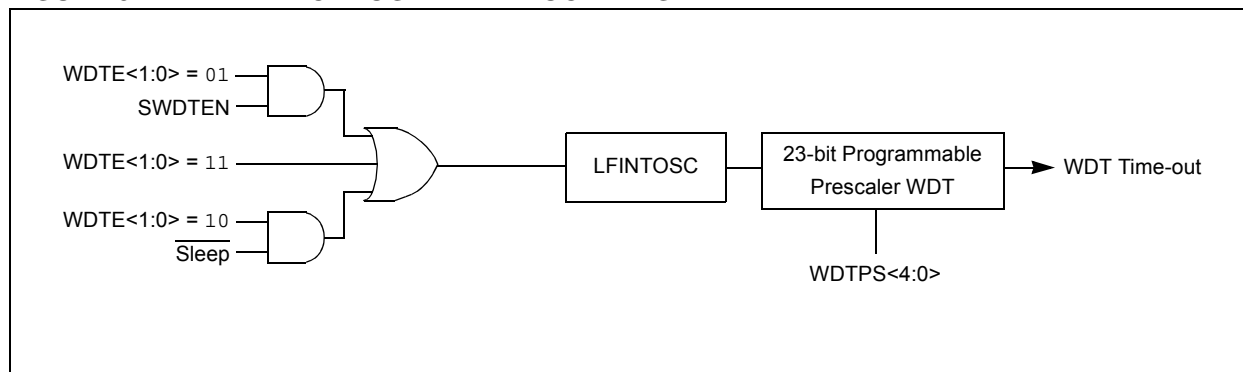 WDTE<1:0> = 01
SWDTEN
WDTE<1:0> = 11
WDTE<1:0> = 10
Sleep
LFINTOSC
23-bit Programmable
Prescaler WDT
WDT Time-out
WDTPS<4:0>